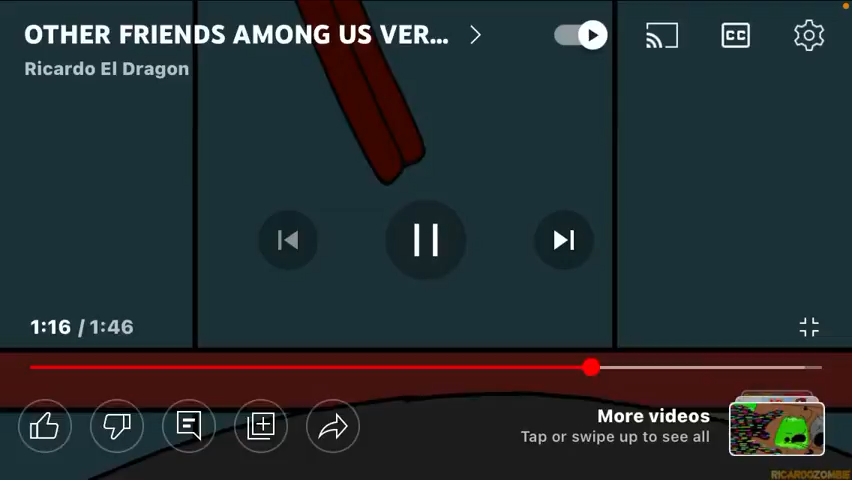 OTHER FRIENDS AMONG US VER...
Ricardo El Dragon
CC
1:16 / 1:46
More videos
Tap or swipe up to see all
RICARDOZOMBIE